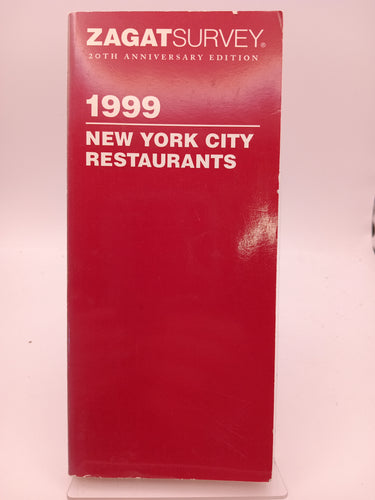 ZAGATSURVEY®
20TH ANNIVERSARY EDITION
1999
NEW YORK CITY
RESTAURANTS